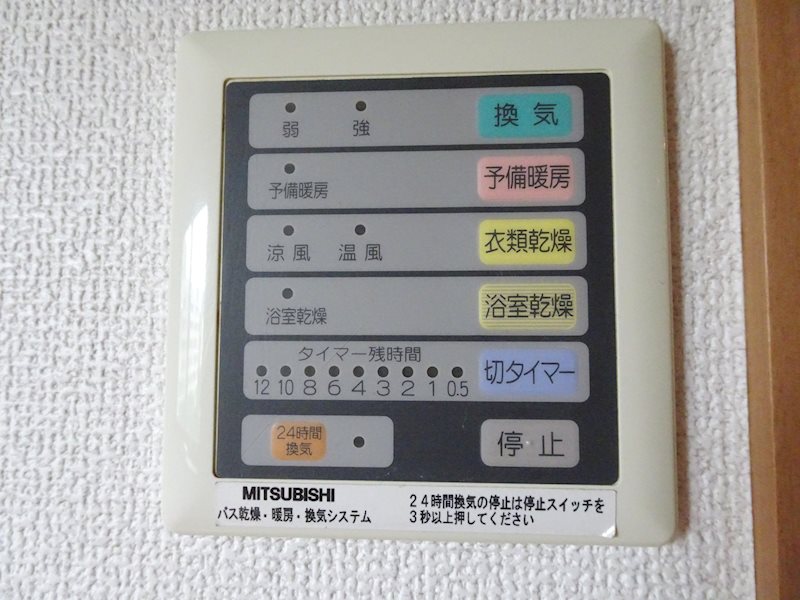 弱 強 換気
予備暖房 予備暖房
涼風 温風 衣類乾燥
浴室乾燥 浴室乾燥
タイマー残時間
12 10 8 6 4 3 2 1 0.5 切タイマー
24時間
換気
停止
MITSUBISHI
バス乾燥・暖房・換気システム
24時間換気の停止は停止スイッチを
3秒以上押してください